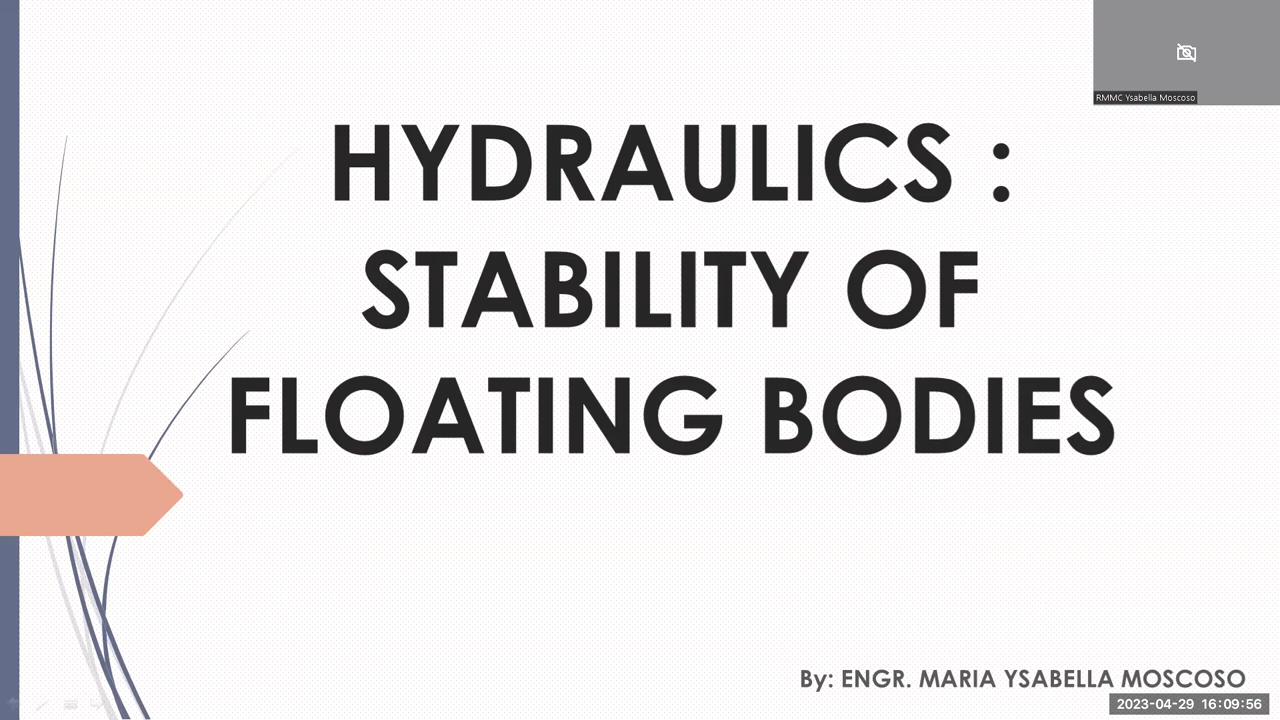 RMMC Ysabella Moscoso
HYDRAULICS :
STABILITY OF
FLOATING BODIES
By: ENGR. MARIA YSABELLA MOSCOSO
2023-04-29 16:09:56